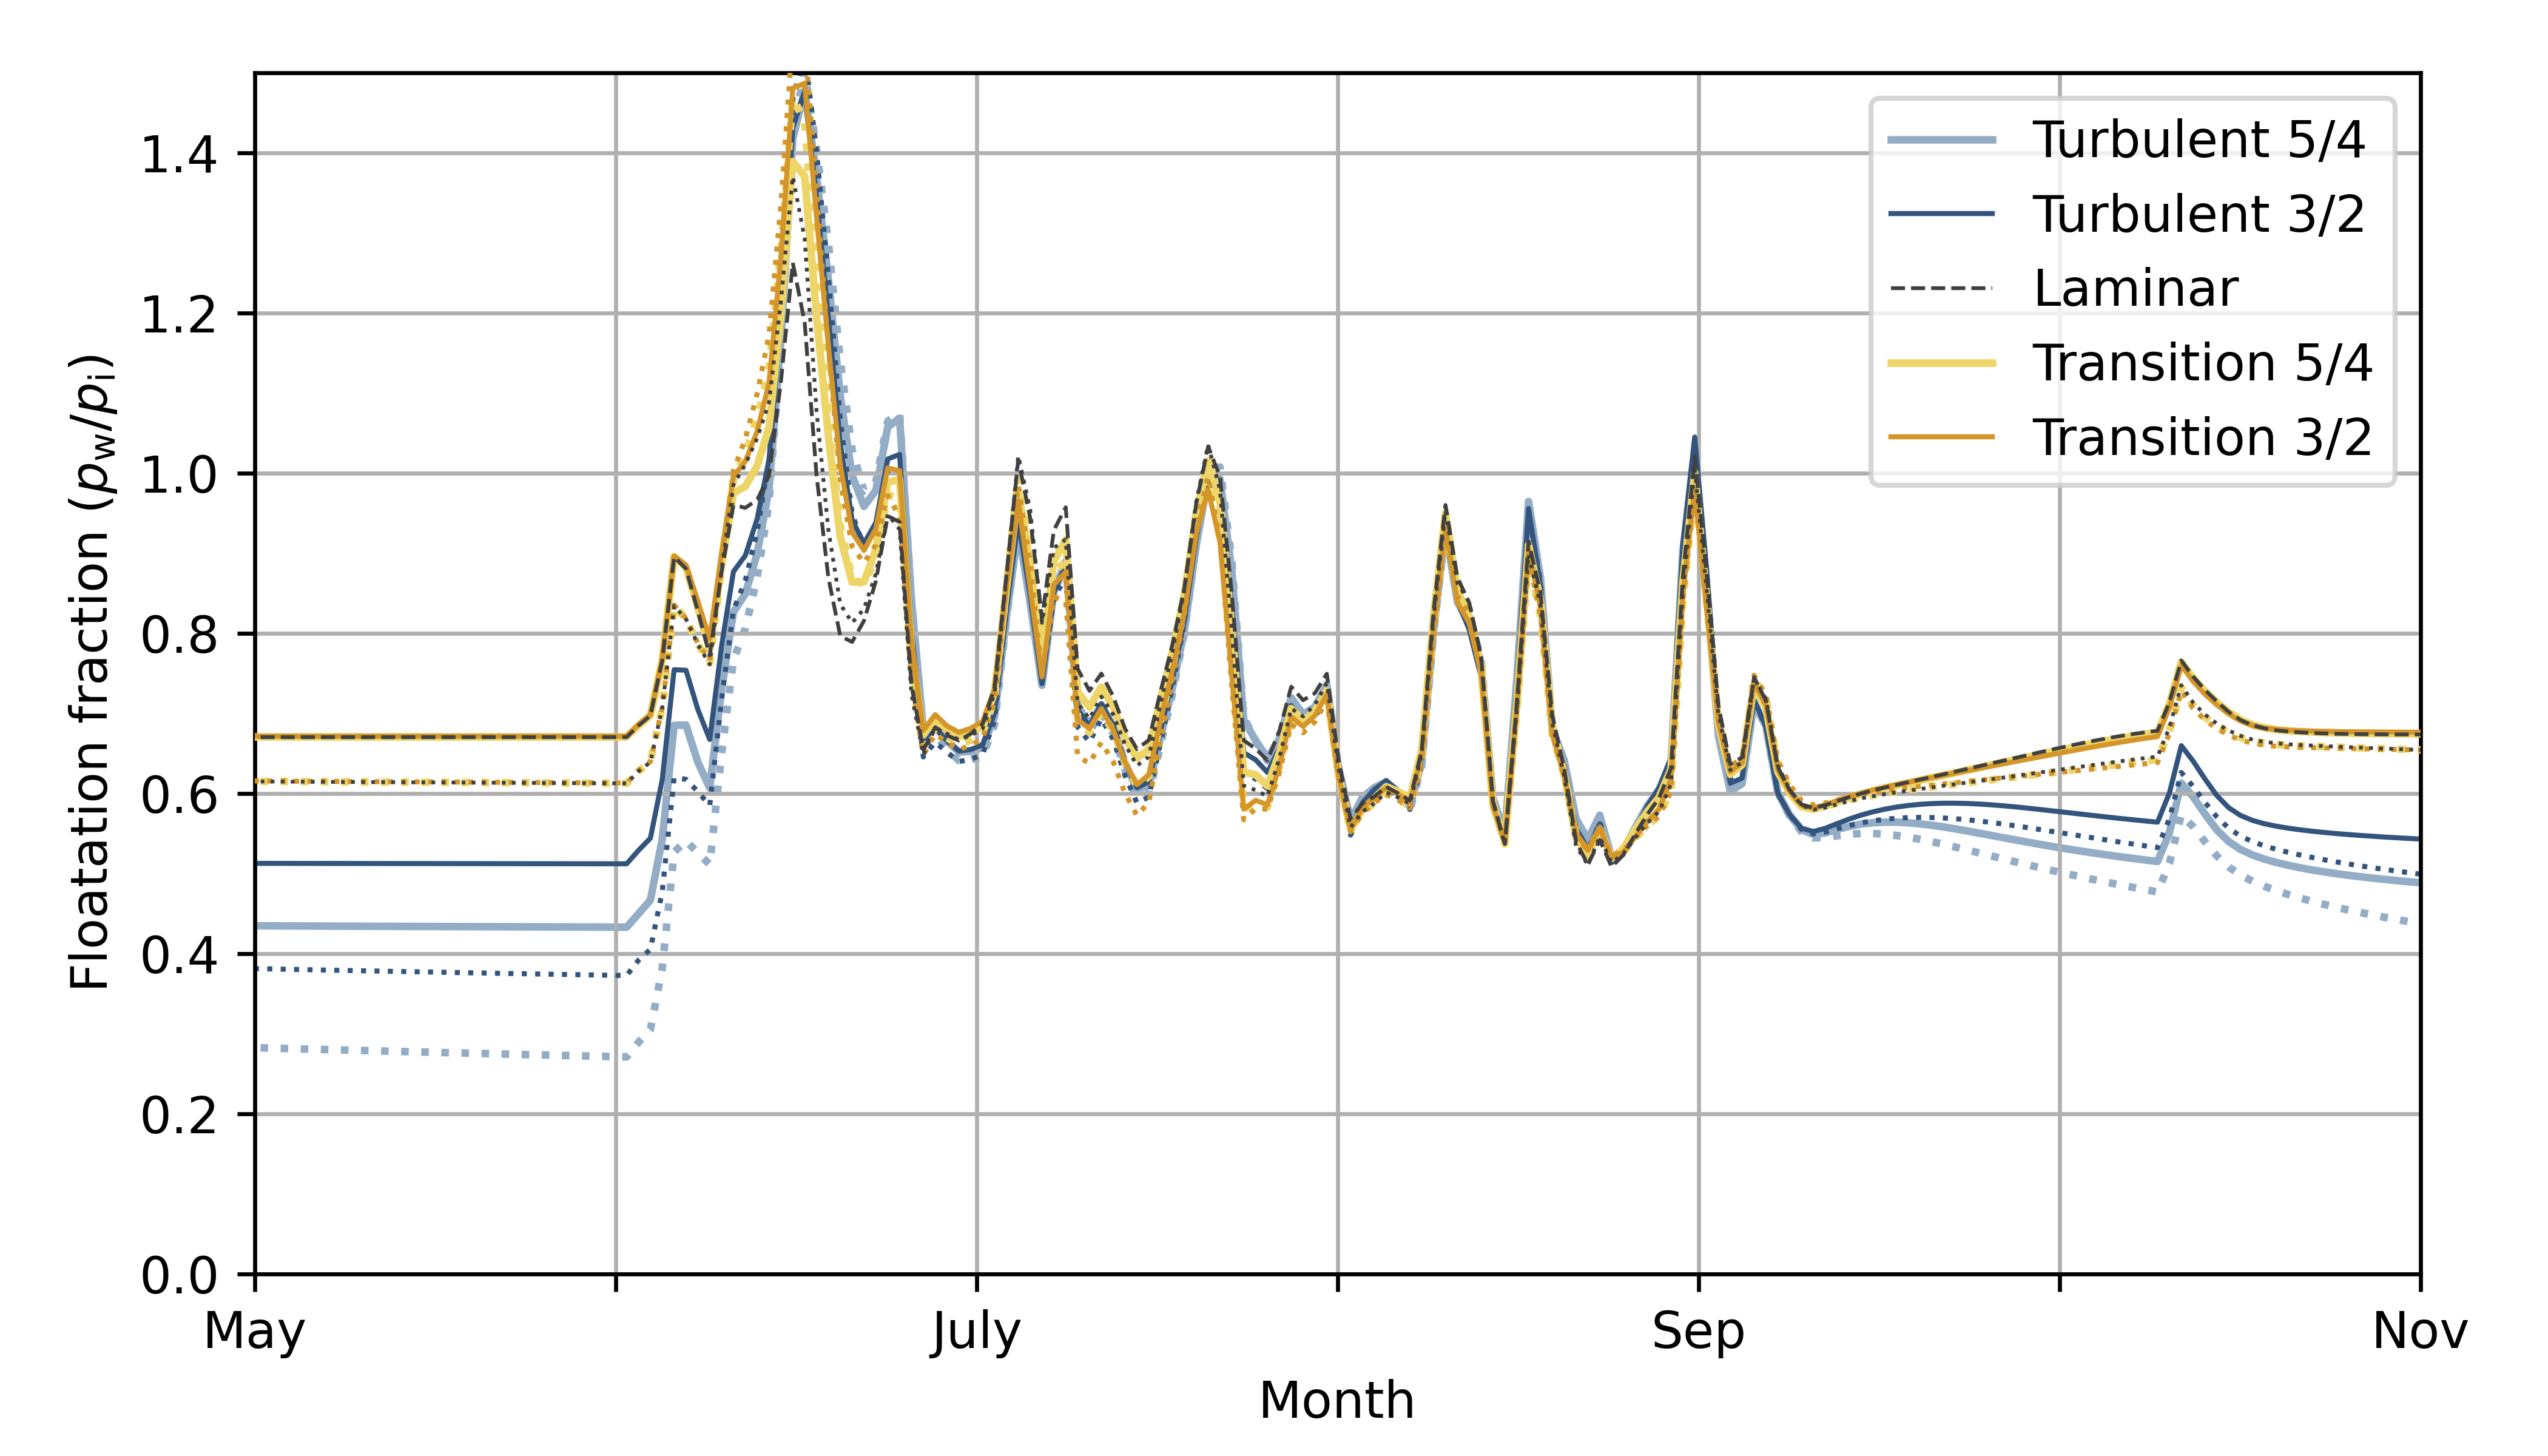 Floatation fraction (pw/pi)
1.4
1.2
1.0
0.8
0.6
0.4
0.2
0.0
Turbulent 5/4
Turbulent 3/2
Laminar
Transition 5/4
Transition 3/2
May July Sep Nov
Month